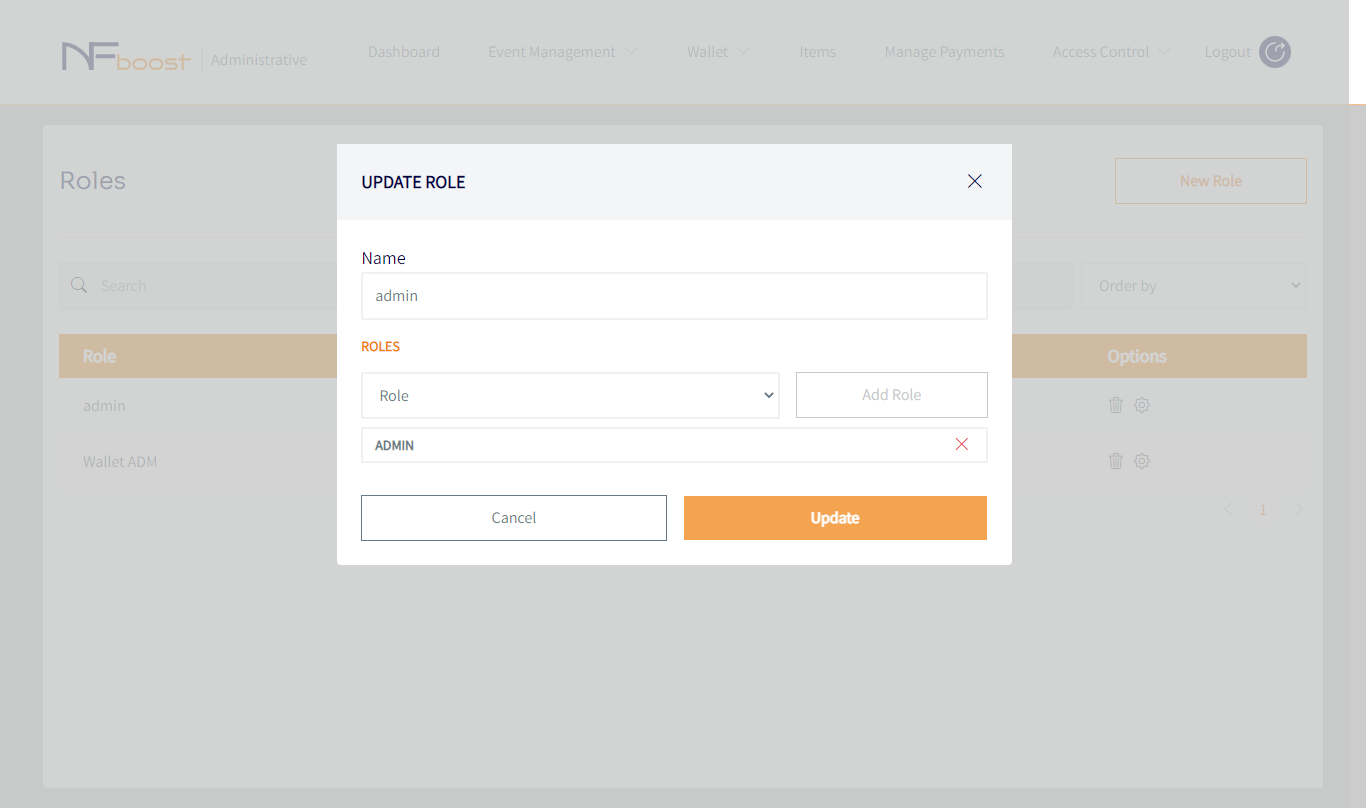 NFboost Administrative Dashboard Event Management Wallet Items Manage Payments Access Control Logout
Roles
New Role
Search
Order by
Role
Options
admin
Wallet ADM
1
UPDATE ROLE
Name
admin
ROLES
Role
Add Role
ADMIN
Cancel
Update